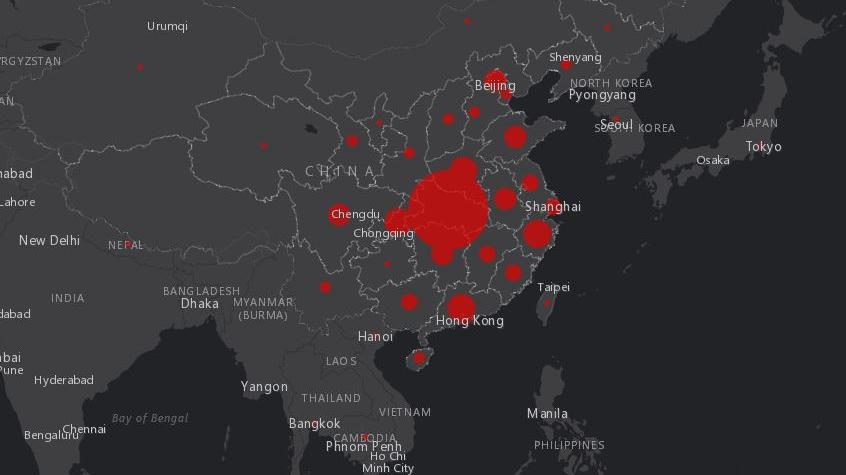 Urumqi
RGYZSTAN
Shenyang
Beijing
NORTH KOREA
Pyongyang
AN
Seoul
SOUTH KOREA
JAPAN
Tokyo
Osaka
CHINA
nabad
Lahore
Chengdu
Shanghai
Chongqing
New Delhi
NEPAL
Taipei
BANGLADESH
INDIA
Dhaka
MYANMAR
(BURMA)
dabad
Hong Kong
Hanoi
bai
Pune
LAOS
Hyderabad
Yangon
THAILAND
VIETNAM
Manila
Bay of Bengal
Bangkok
Chennai
Bengaluru
CAMBODIA
Phnom Penh
PHILIPPINES
Ho Chi
Minh City